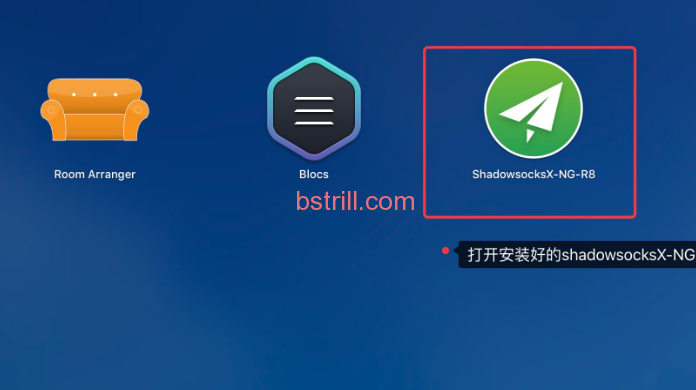 Room Arranger
Blocs
ShadowsocksX-NG-R8
bstrill.com
打开安装好的shadowsocksX-NG